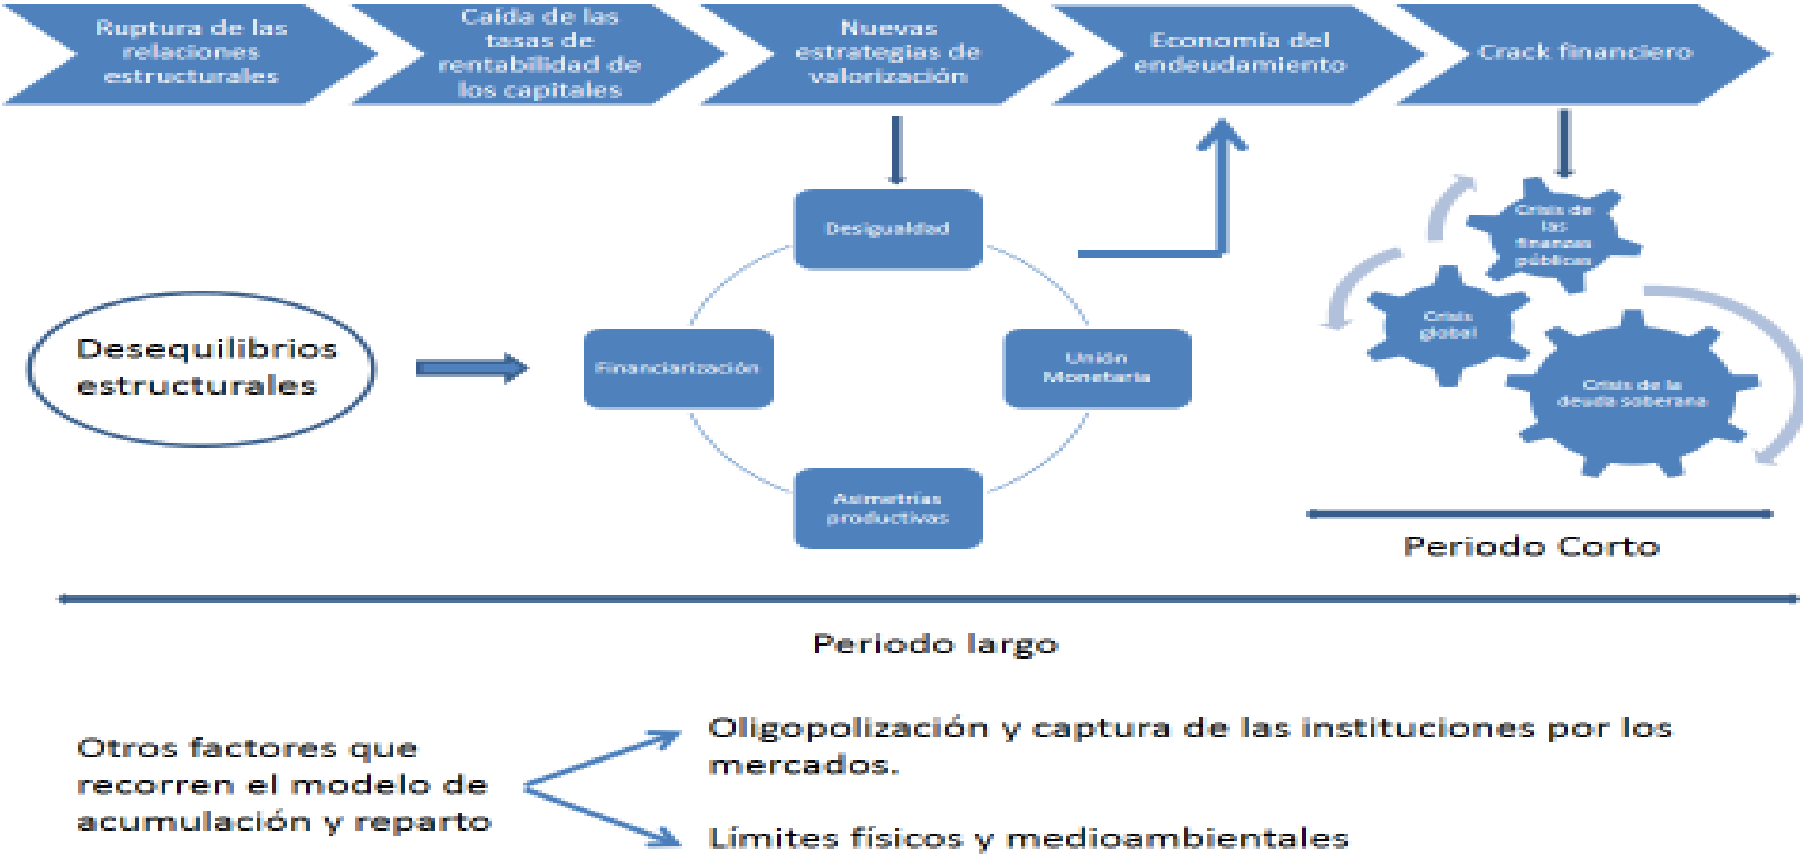 Ruptura de las
relaciones
estructurales
Caída de las
tasas de
rentabilidad de
los capitales
Nuevas
estrategias de
valorización
Economía del
endeudamiento
Crack financiero
Desigualdad
Financiarización
Unión
Monetaria
Asimetrías
productivas
Desequilibrios
estructurales
Crisis de
las
finanzas
públicas
Crisis
global
Crisis de la
deuda soberana
Periodo Corto
Periodo largo
Otros factores que
recorren el modelo de
acumulación y reparto
Oligopolización y captura de las instituciones por los
mercados.
Límites físicos y medioambientales